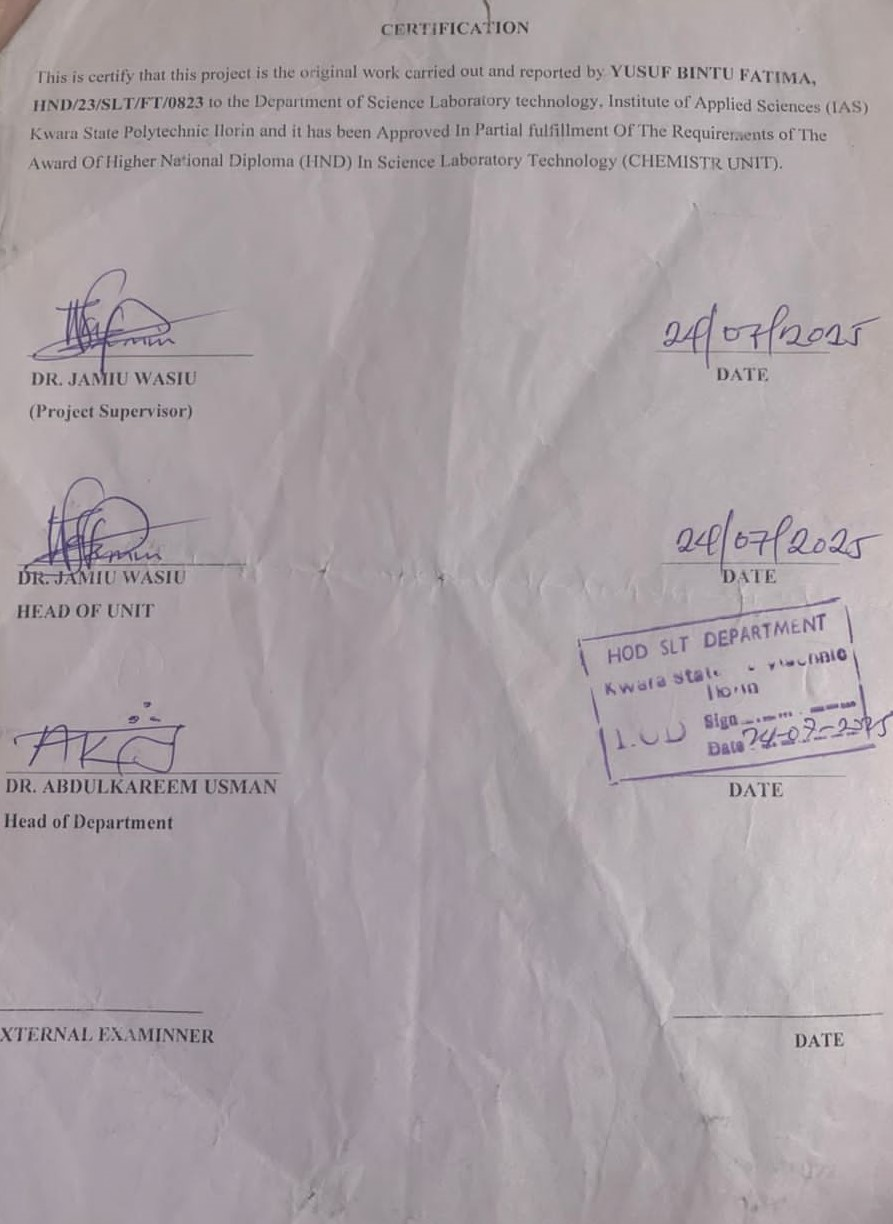 CERTIFICATION
This is certify that this project is the original work carried out and reported by YUSUF BINTU FATIMA,
HND/23/SLT/FT/0823 to the Department of Science Laboratory technology, Institute of Applied Sciences (IAS)
Kwara State Polytechnic Ilorin and it has been Approved In Partial fulfillment Of The Requirements of The
Award Of Higher National Diploma (HND) In Science Laboratory Technology (CHEMISTR UNIT).
24/07/2025
DR. JAMIU WASIU
DATE
(Project Supervisor)
24/07/2025
DR. JAMIU WASIU
DATE
HEAD OF UNIT
HOD SLT DEPARTMENT
Kwara State
Ilorin
Sign
Date 24-07-2025
DR. ABDULKAREEM USMAN
DATE
Head of Department
XTERNAL EXAMINNER
DATE